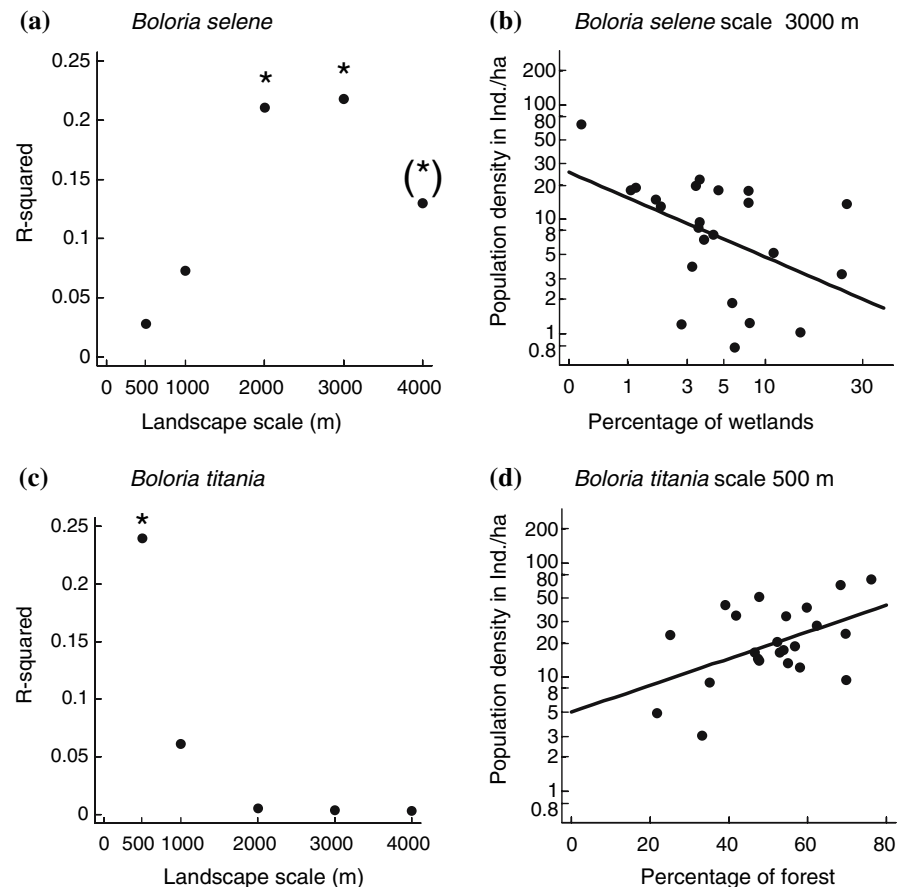 (a) Boloria selene
R-squared
0.25
0.2
0.15
0.1
0.05
0
*
*
(*)
0 500 1000 2000 3000 4000
Landscape scale (m)
(b) Boloria selene scale 3000 m
Population density in Ind./ha
200
100
80
50
30
20
10
8
5
3
2
1
0.8
0 1 3 5 10 30
Percentage of wetlands
(c) Boloria titania
R-squared
0.25
0.2
0.15
0.1
0.05
0
*
0 500 1000 2000 3000 4000
Landscape scale (m)
(d) Boloria titania scale 500 m
Population density in Ind./ha
200
100
80
50
30
20
10
8
5
3
2
1
0.8
0 20 40 60 80
Percentage of forest